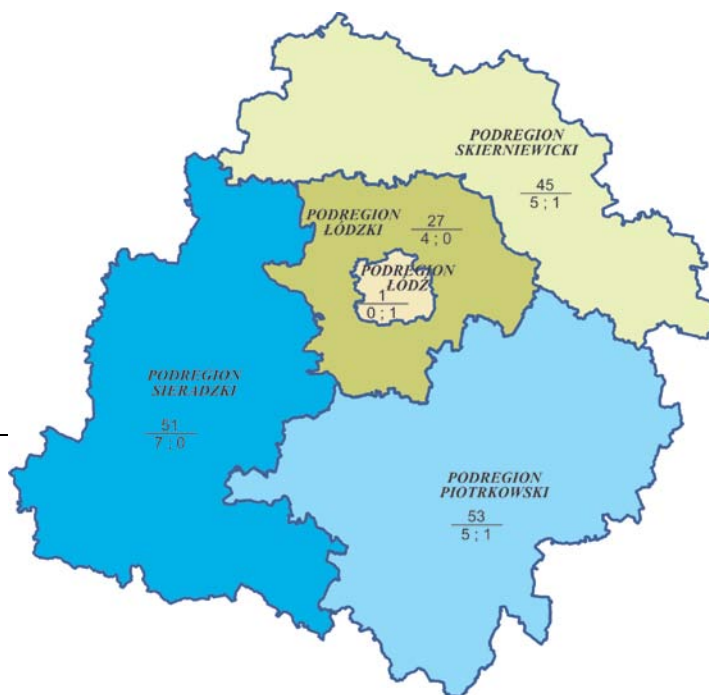 PODREGION
SKIERNIEWICKI
45
5 ; 1
PODREGION
ŁÓDZKI
27
4 ; 0
PODREGION
ŁÓDŹ
1
0 ; 1
PODREGION
SIERADZKI
51
7 ; 0
PODREGION
PIOTRKOWSKI
53
5 ; 1